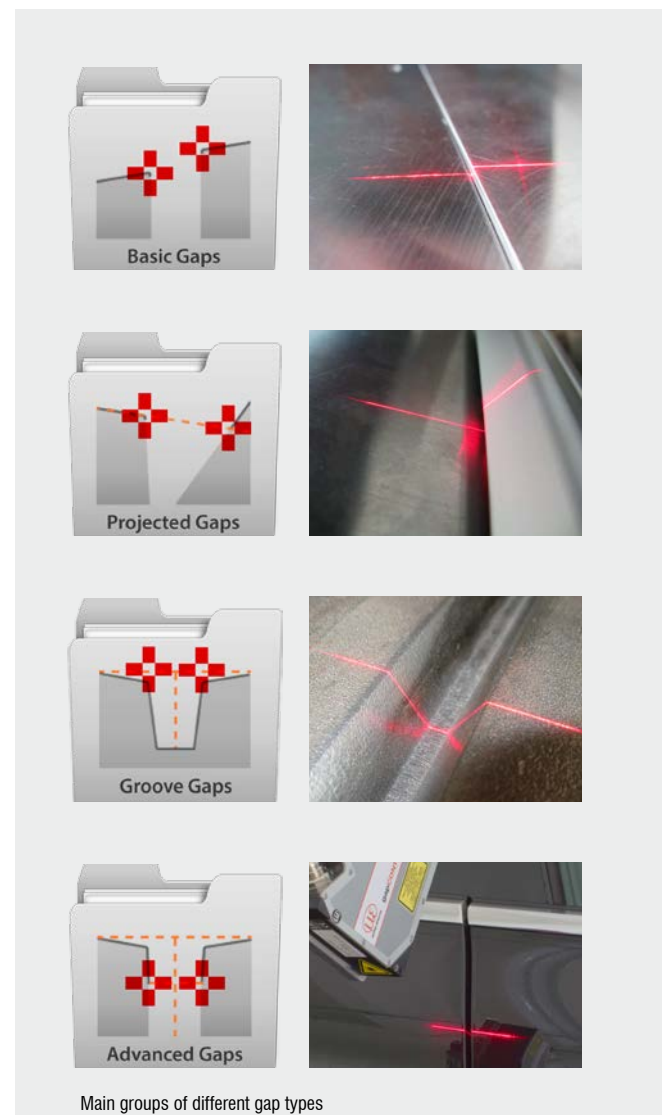 Basic Gaps
Projected Gaps
Groove Gaps
Advanced Gaps
Main groups of different gap types